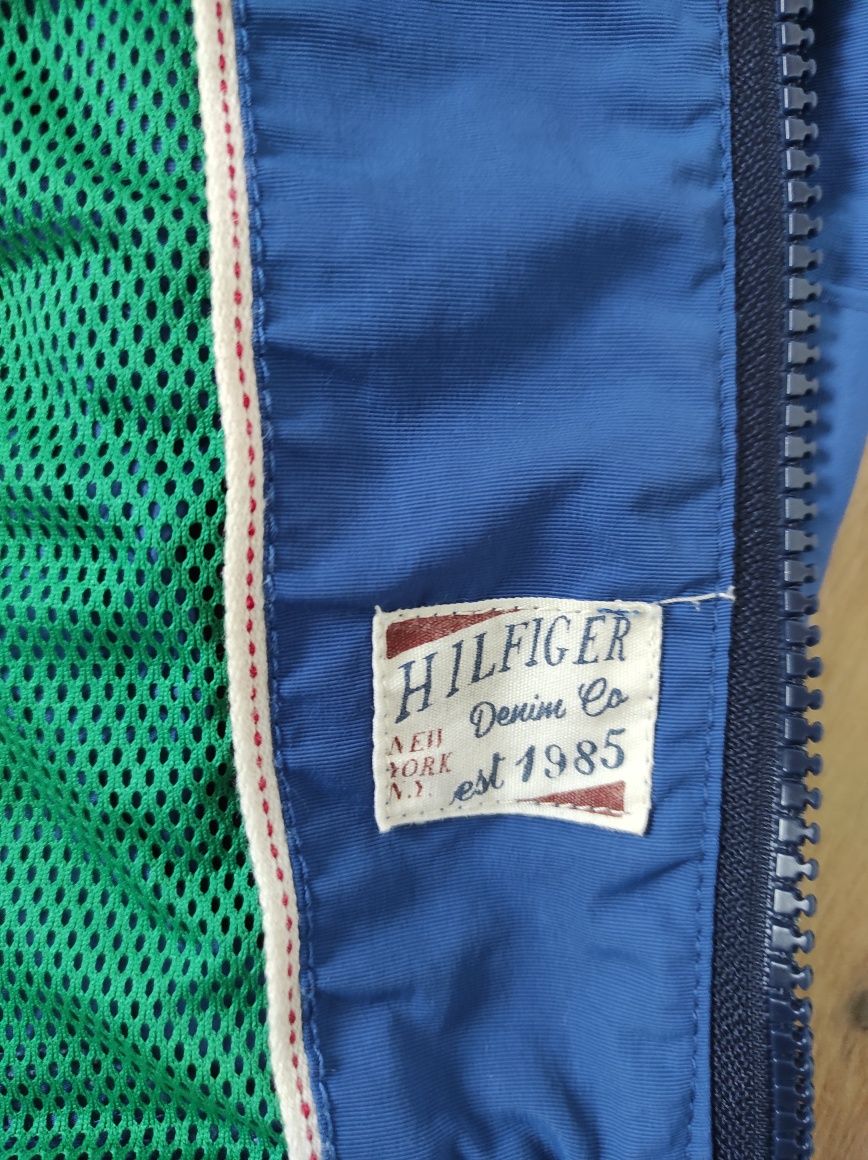 HILFIGER
Denim Co
NEW
YORK
N.Y
est 1985